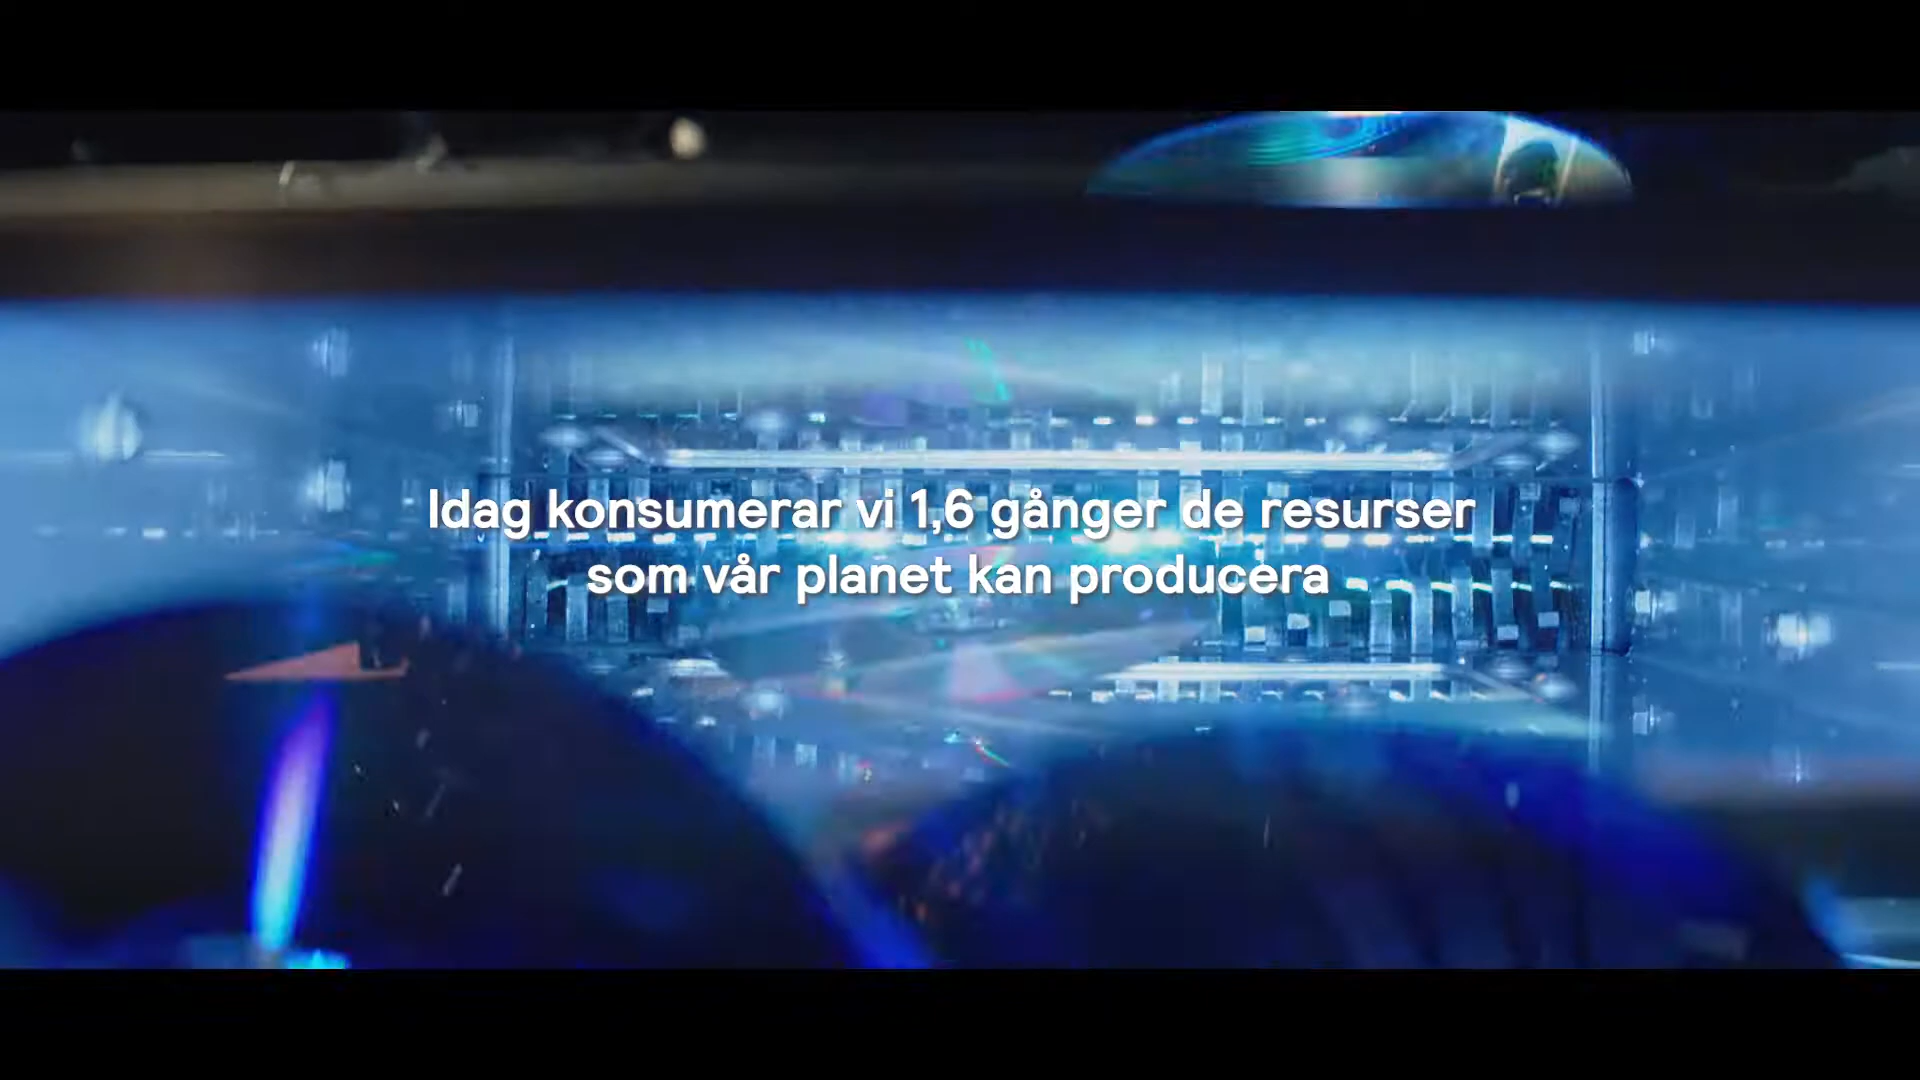 Idag konsumerar vi 1,6 gånger de resurser
som vår planet kan producera